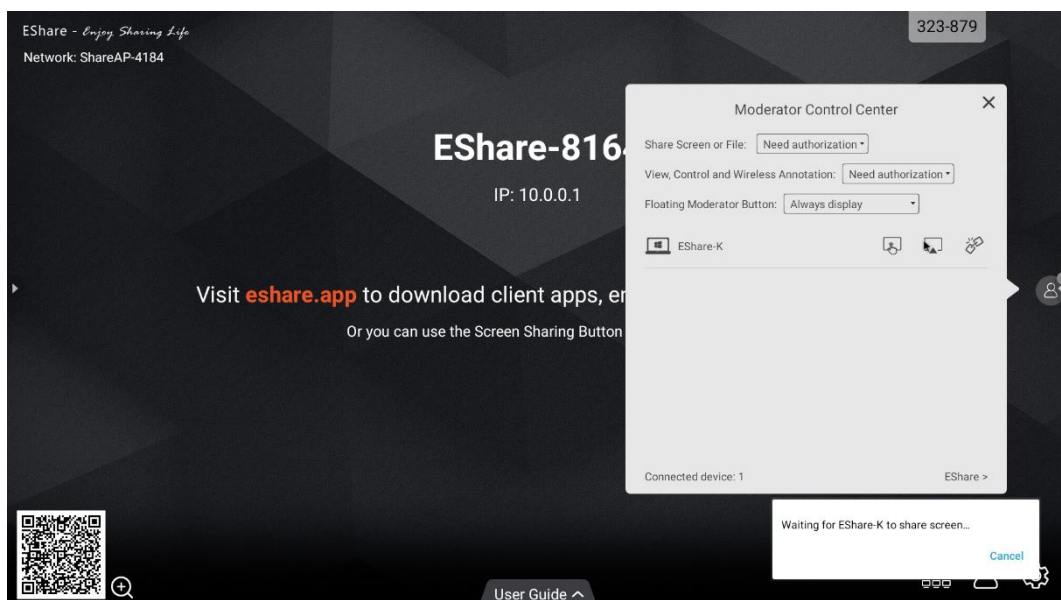 EShare - Enjoy Sharing Life
323-879
Network: ShareAP-4184
Moderator Control Center
Share Screen or File: Need authorization
View, Control and Wireless Annotation: Need authorization
Floating Moderator Button: Always display
EShare-K
Connected device: 1 EShare >
EShare-816
IP: 10.0.0.1
Visit eshare.app to download client apps,
Or you can use the Screen Sharing Button
Waiting for EShare-K to share screen...
Cancel
User Guide